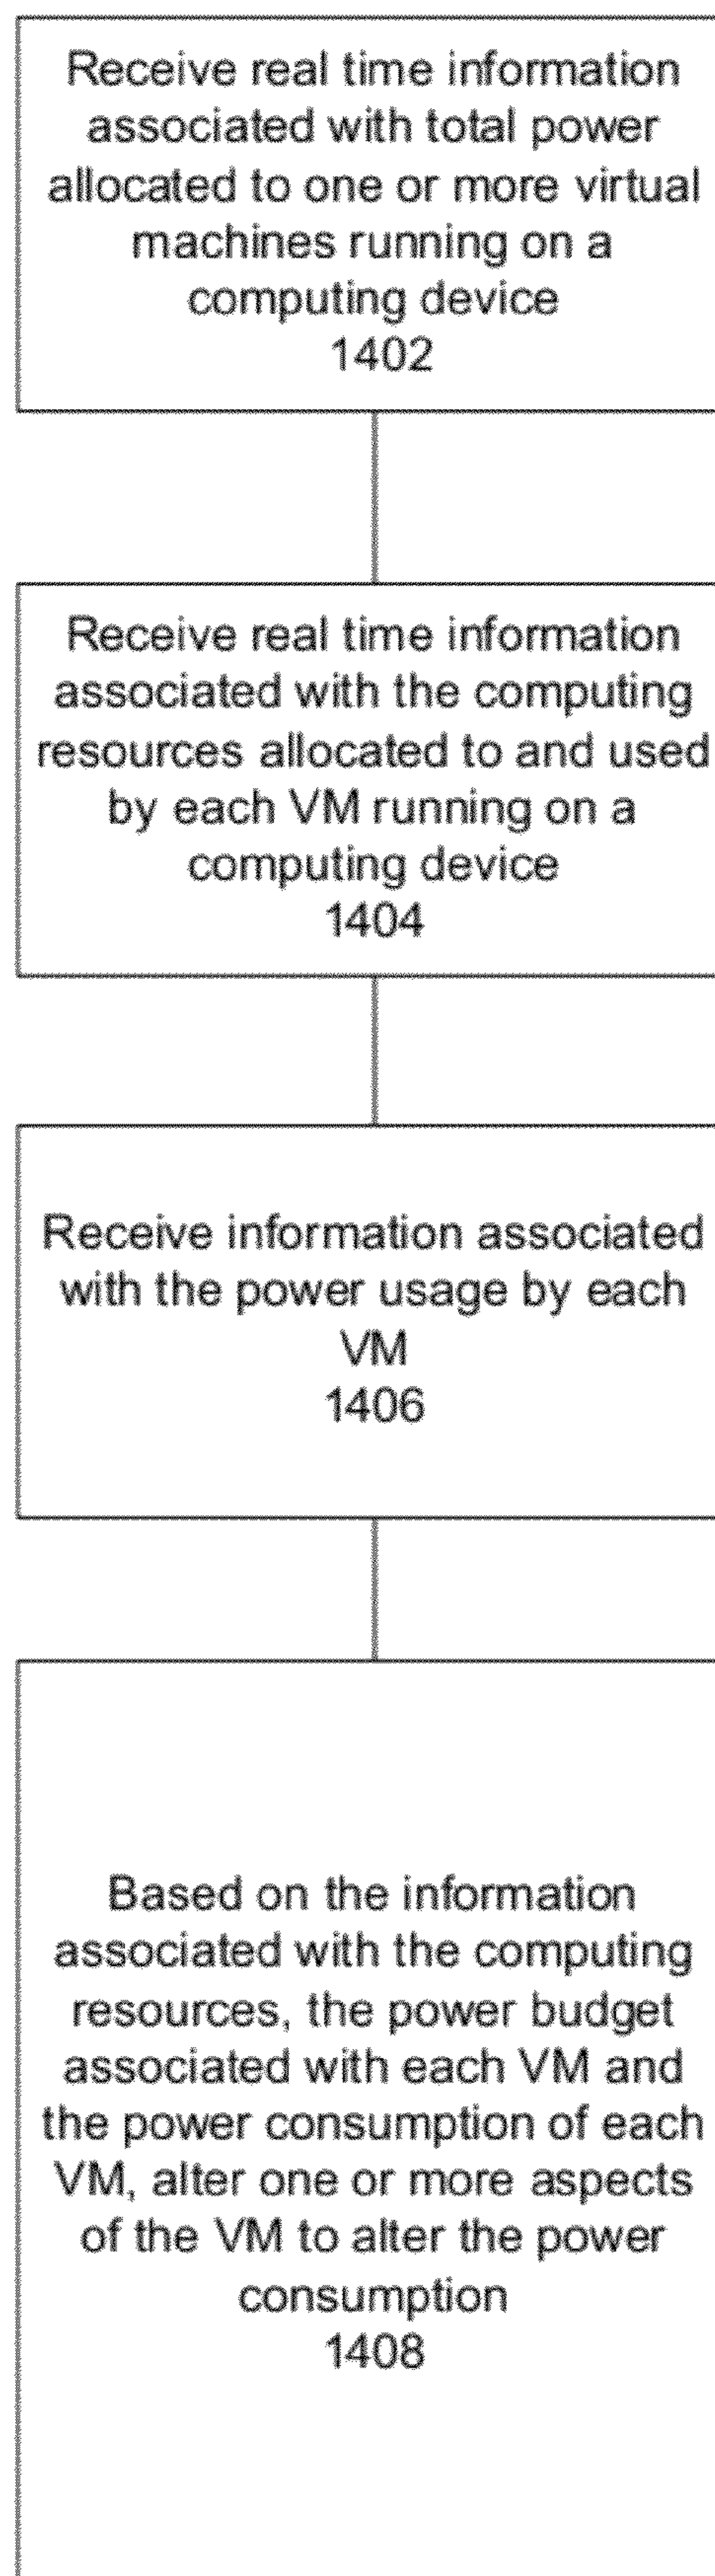 Receive real time information
associated with total power
allocated to one or more virtual
machines running on a
computing device
1402
Receive real time information
associated with the computing
resources allocated to and used
by each VM running on a
computing device
1404
Receive information associated
with the power usage by each
VM
1406
Based on the information
associated with the computing
resources, the power budget
associated with each VM and
the power consumption of each
VM, alter one or more aspects
of the VM to alter the power
consumption
1408